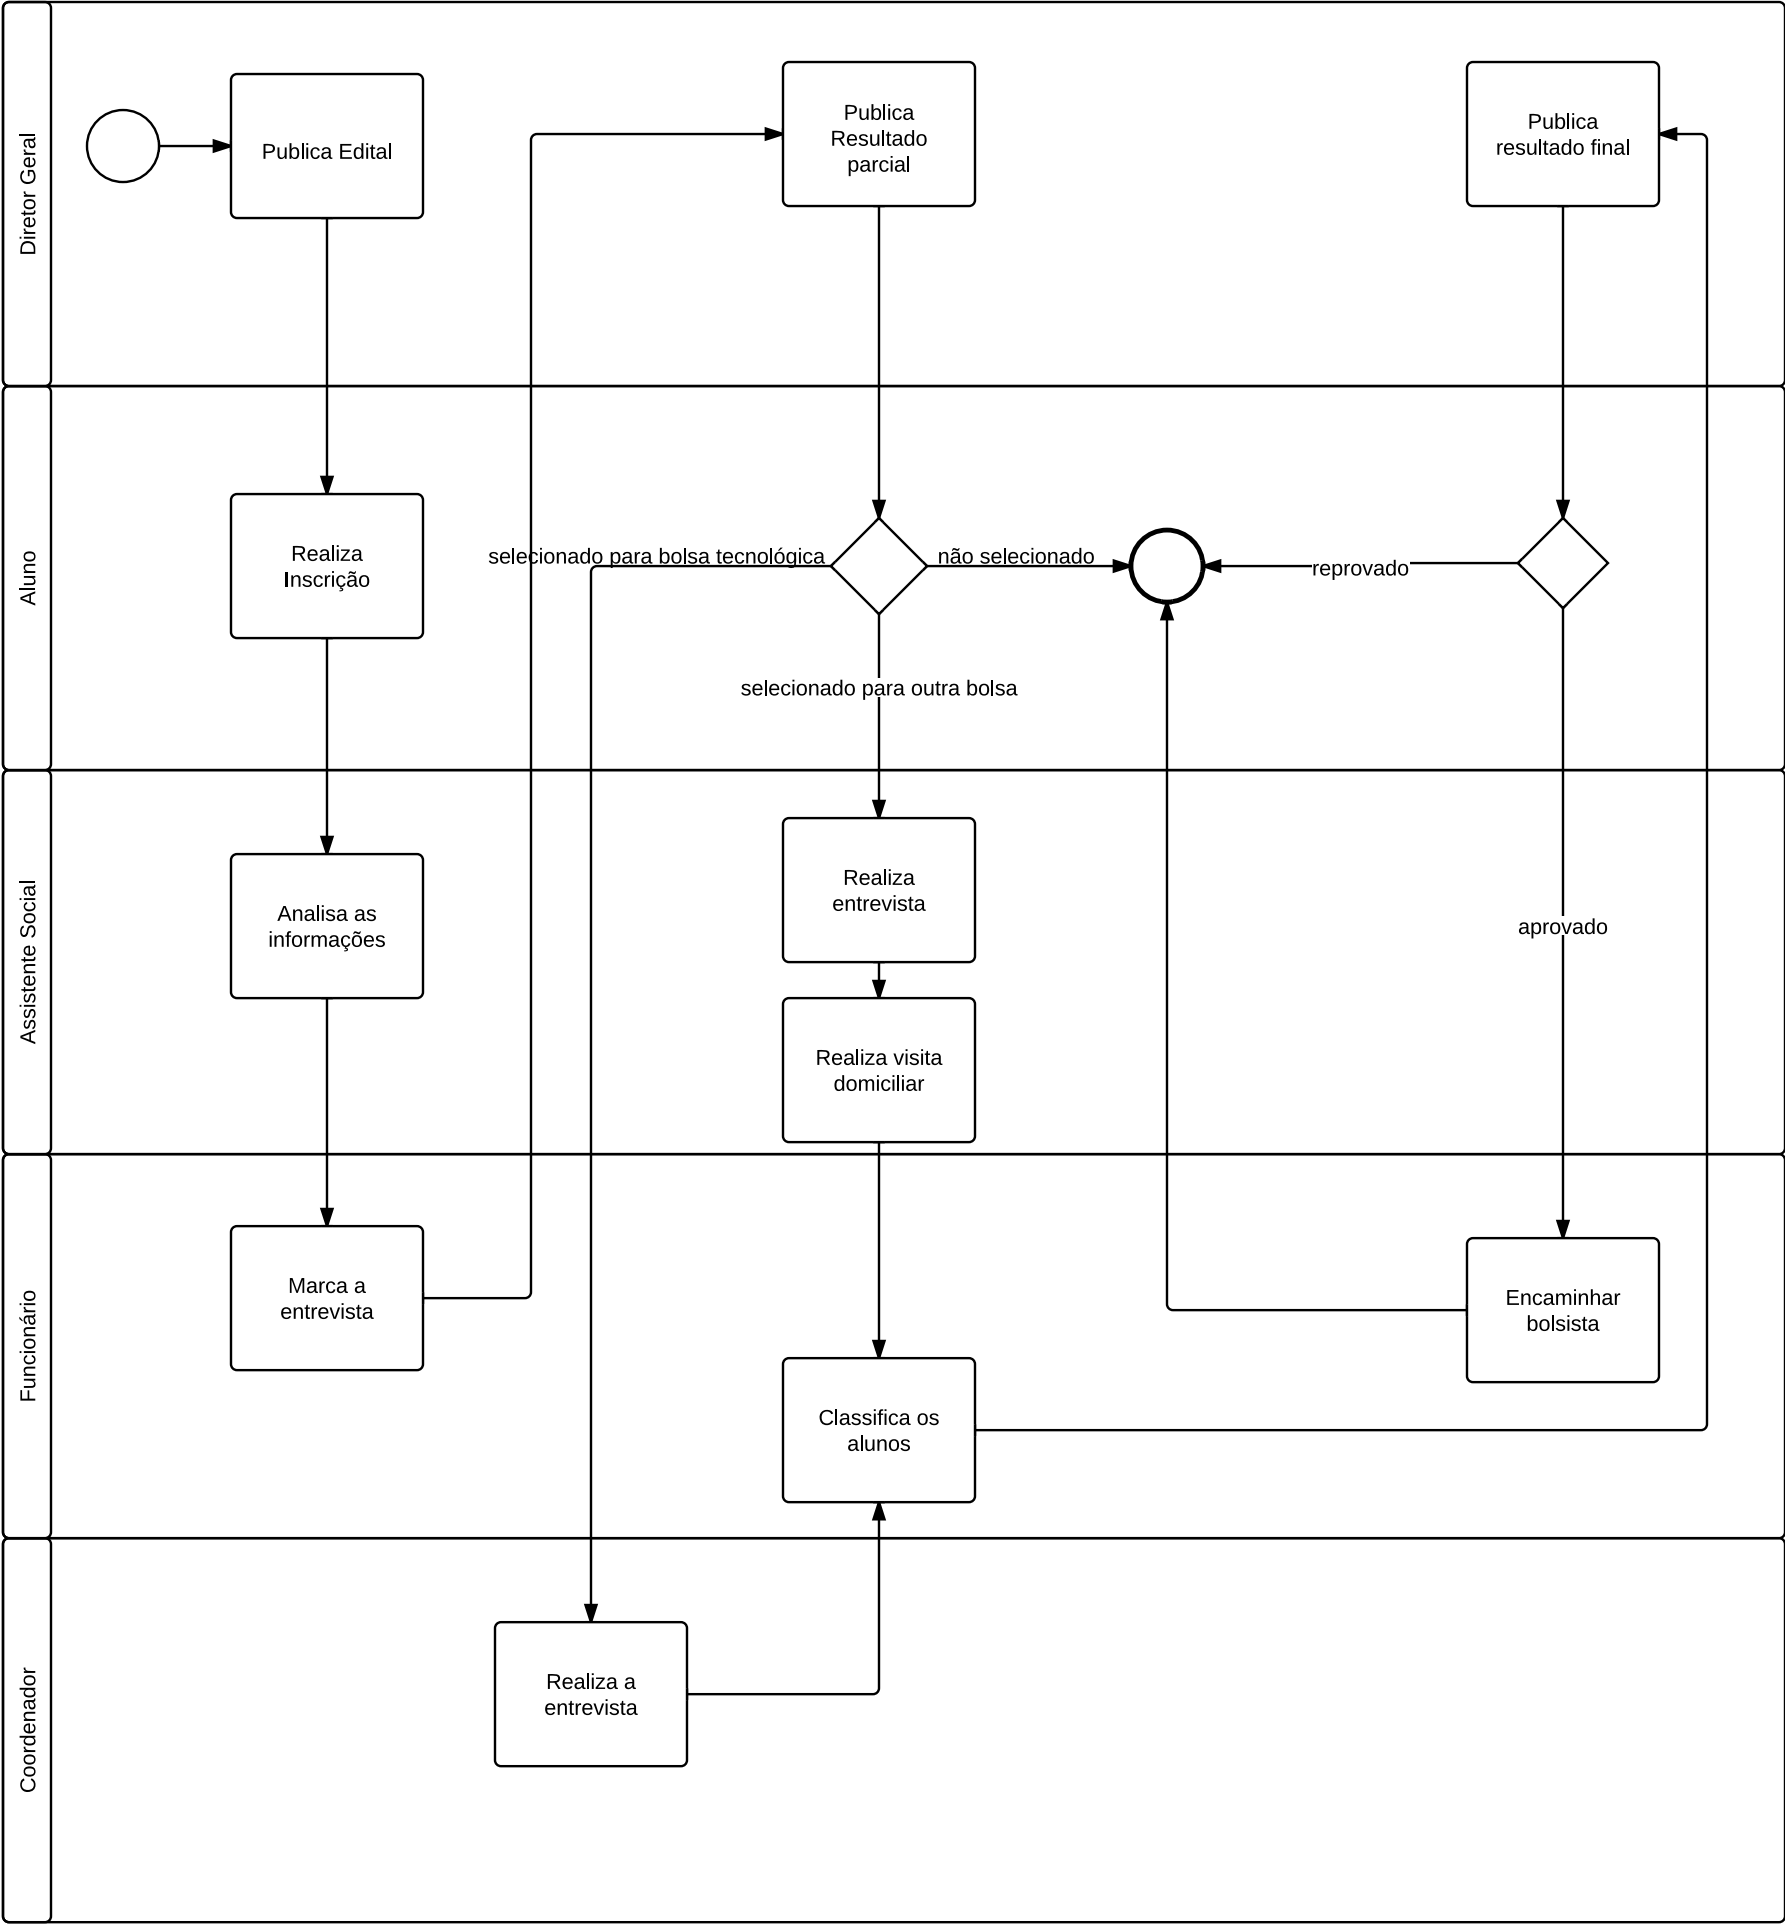 Diretor Geral
Publica Edital
Publica
Resultado
parcial
Publica
resultado final
Aluno
Realiza
Inscrição
selecionado para bolsa tecnológica
não selecionado
reprovado
selecionado para outra bolsa
Assistente Social
Analisa as
informações
Realiza
entrevista
aprovado
Realiza visita
domiciliar
Funcionário
Marca a
entrevista
Encaminhar
bolsista
Classifica os
alunos
Coordenador
Realiza a
entrevista